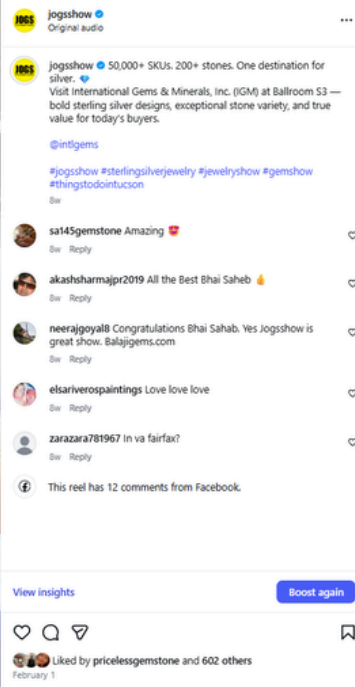 JOGS
jogsshow
Original audio
JOGS
jogsshow 50,000+ SKUs. 200+ stones. One destination for
silver. 💎
Visit International Gems & Minerals, Inc. (IGM) at Ballroom S3 —
bold sterling silver designs, exceptional stone variety, and true
value for today's buyers.
@intlgems
#jogsshow #sterlingsilverjewelry #jewelryshow #gemshow
#thingstodointucson
8w
sa145gemstone Amazing 😍
8w Reply
akashsharmajpr2019 All the Best Bhai Saheb 👍
8w Reply
neerajgoyal8 Congratulations Bhai Sahab. Yes Jogsshow is
great show. Balajigems.com
8w Reply
elsariverospaintings Love love love
8w Reply
zarazara781967 In va fairfax?
8w Reply
This reel has 12 comments from Facebook.
View insights
Boost again
Liked by pricelessgemstone and 602 others
February 1